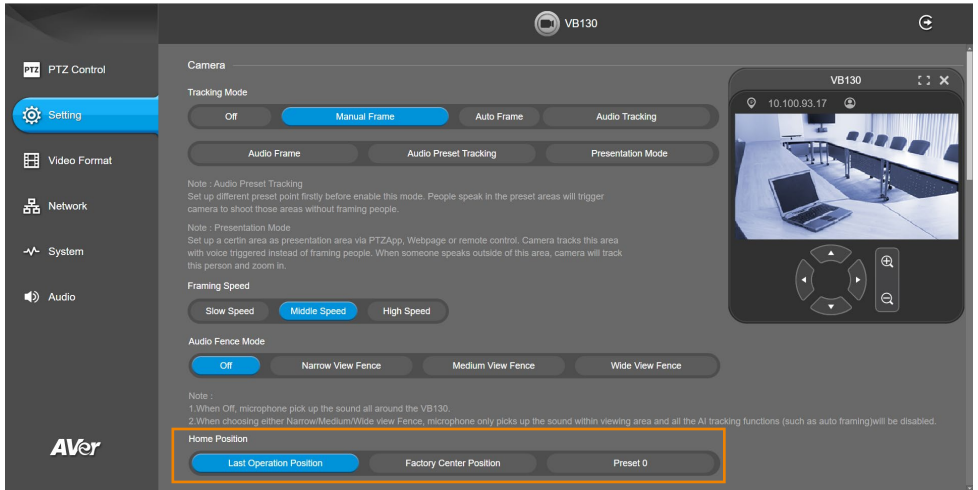 VB130
PTZ PTZ Control
Setting
Video Format
Network
System
Audio
AVer
Camera
Tracking Mode
Off Manual Frame Auto Frame Audio Tracking
Audio Frame Audio Preset Tracking Presentation Mode
Note : Audio Preset Tracking
Set up different preset point firstly before enable this mode. People speak in the preset areas will trigger
camera to shoot those areas without framing people.
Note : Presentation Mode
Set up a certin area as presentation area via PTZApp, Webpage or remote control. Camera tracks this area
with voice triggered instead of framing people. When someone speaks outside of this area, camera will track
this person and zoom in.
Framing Speed
Slow Speed Middle Speed High Speed
Audio Fence Mode
Off Narrow View Fence Medium View Fence Wide View Fence
Note :
1.When Off, microphone pick up the sound all around the VB130.
2.When choosing either Narrow/Medium/Wide view Fence, microphone only picks up the sound within viewing area and all the AI tracking functions (such as auto framing)will be disabled.
Home Position
Last Operation Position Factory Center Position Preset 0
VB130
10.100.93.17